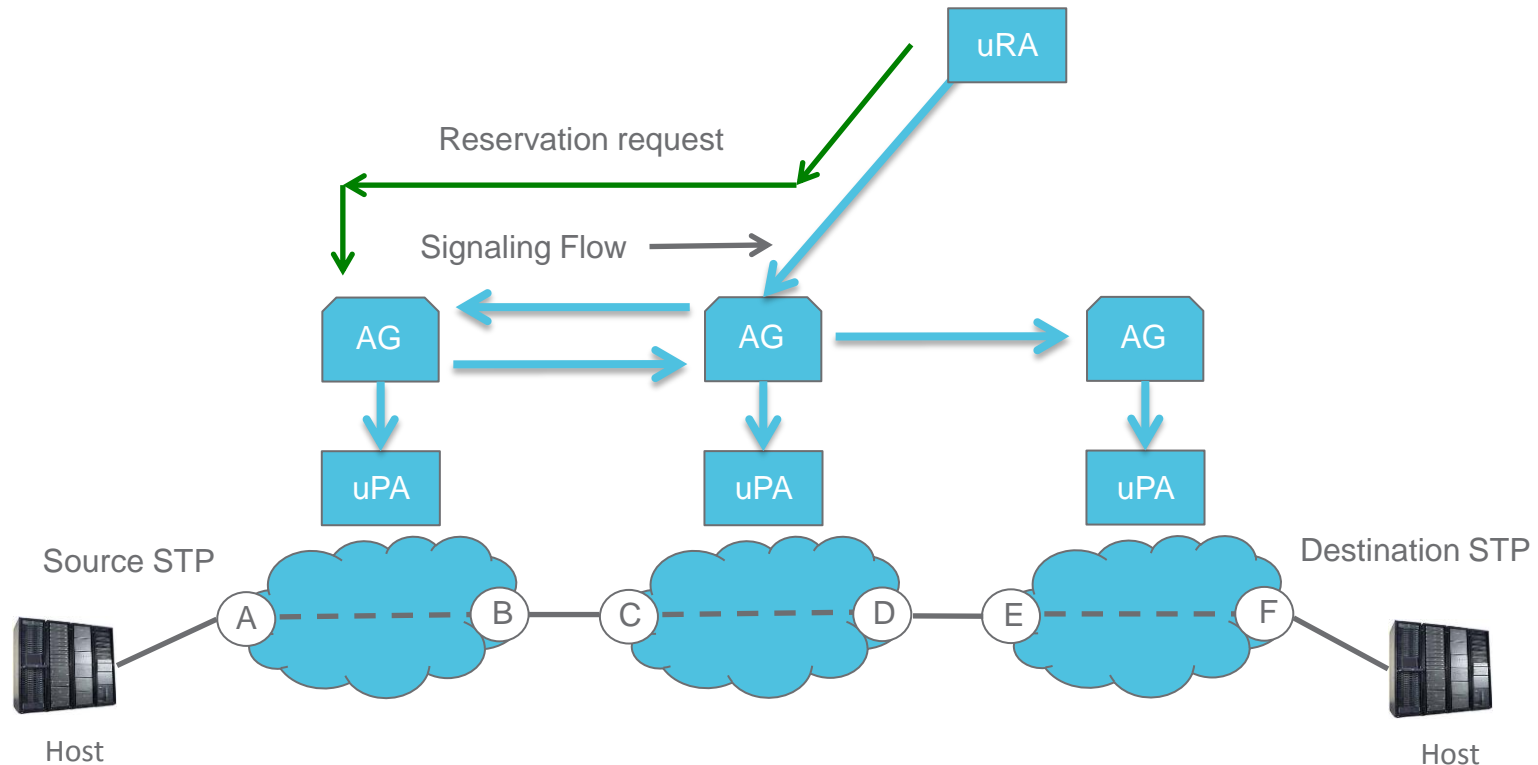 uRA
Reservation request
Signaling Flow
AG
AG
AG
uPA
uPA
uPA
Source STP
Destination STP
A
B
C
D
E
F
Host
Host